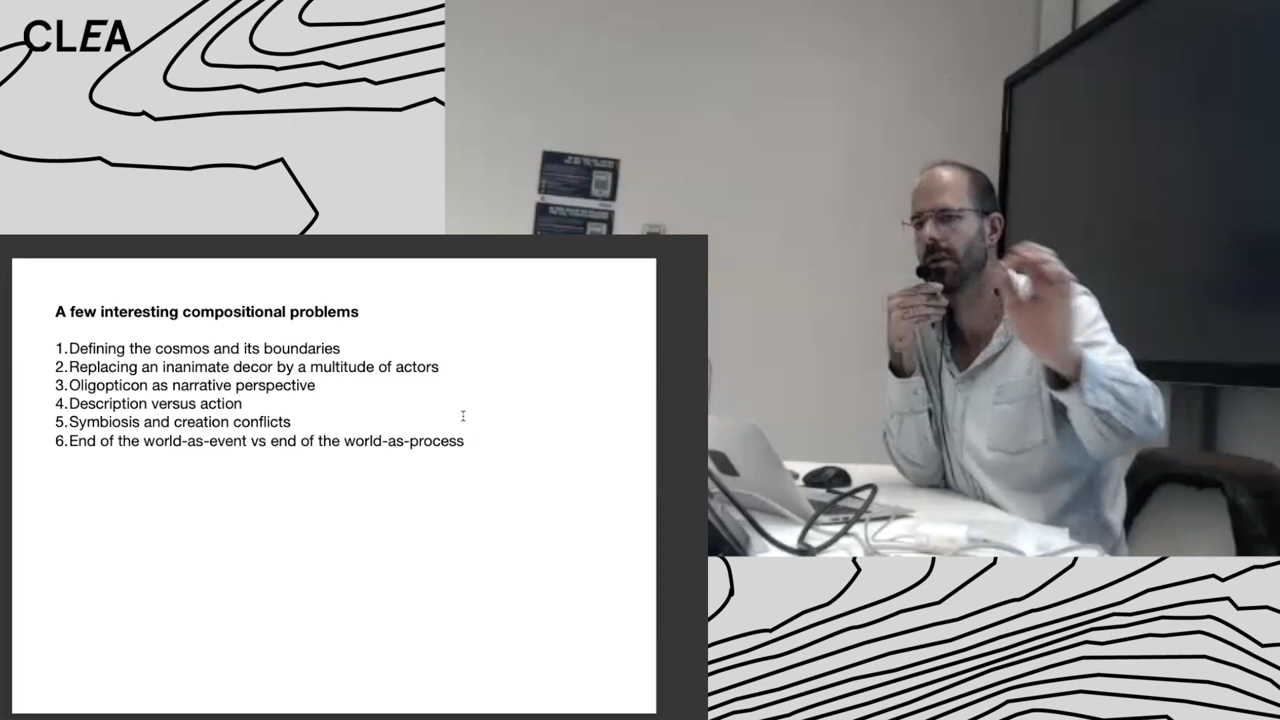 CLEA
A few interesting compositional problems
1.Defining the cosmos and its boundaries
2.Replacing an inanimate decor by a multitude of actors
3.Oligopticon as narrative perspective
4.Description versus action
5.Symbiosis and creation conflicts
6.End of the world-as-event vs end of the world-as-process